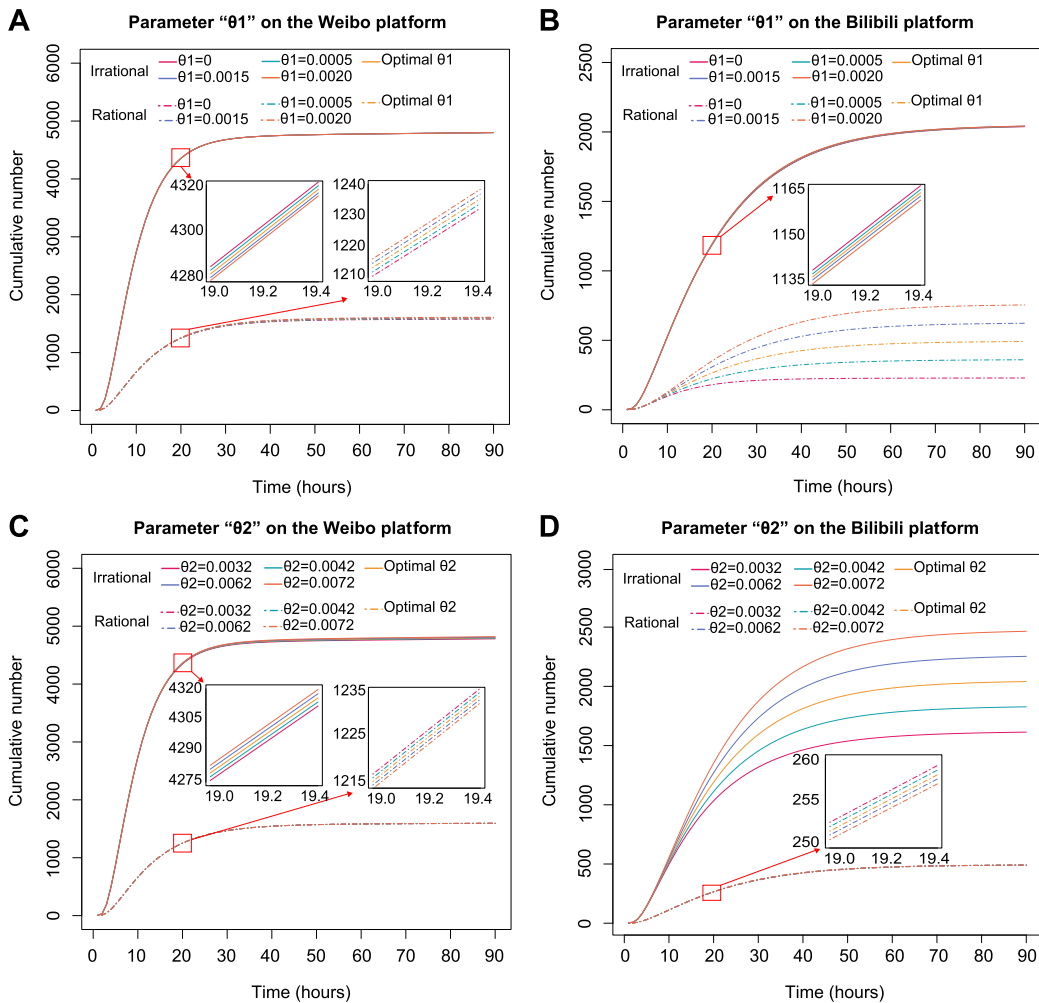 A
Parameter “θ1” on the Weibo platform
Cumulative number
6000
5000
4000
3000
2000
1000
0
Irrational
θ1=0
θ1=0.0005
Optimal θ1
θ1=0.0015
θ1=0.0020
Rational
θ1=0
θ1=0.0005
Optimal θ1
θ1=0.0015
θ1=0.0020
4320
4300
4280
19.0 19.2 19.4
1240
1230
1220
1210
19.0 19.2 19.4
0 10 20 30 40 50 60 70 80 90
Time (hours)
B
Parameter “θ1” on the Bilibili platform
Cumulative number
2500
2000
1500
1000
500
0
Irrational
θ1=0
θ1=0.0005
Optimal θ1
θ1=0.0015
θ1=0.0020
Rational
θ1=0
θ1=0.0005
Optimal θ1
θ1=0.0015
θ1=0.0020
1165
1150
1135
19.0 19.2 19.4
0 10 20 30 40 50 60 70 80 90
Time (hours)
C
Parameter “θ2” on the Weibo platform
Cumulative number
6000
5000
4000
3000
2000
1000
0
Irrational
θ2=0.0032
θ2=0.0042
Optimal θ2
θ2=0.0062
θ2=0.0072
Rational
θ2=0.0032
θ2=0.0042
Optimal θ2
θ2=0.0062
θ2=0.0072
4320
4305
4290
4275
19.0 19.2 19.4
1235
1225
1215
19.0 19.2 19.4
0 10 20 30 40 50 60 70 80 90
Time (hours)
D
Parameter “θ2” on the Bilibili platform
Cumulative number
3000
2500
2000
1500
1000
500
0
Irrational
θ2=0.0032
θ2=0.0042
Optimal θ2
θ2=0.0062
θ2=0.0072
Rational
θ2=0.0032
θ2=0.0042
Optimal θ2
θ2=0.0062
θ2=0.0072
260
255
250
19.0 19.2 19.4
0 10 20 30 40 50 60 70 80 90
Time (hours)